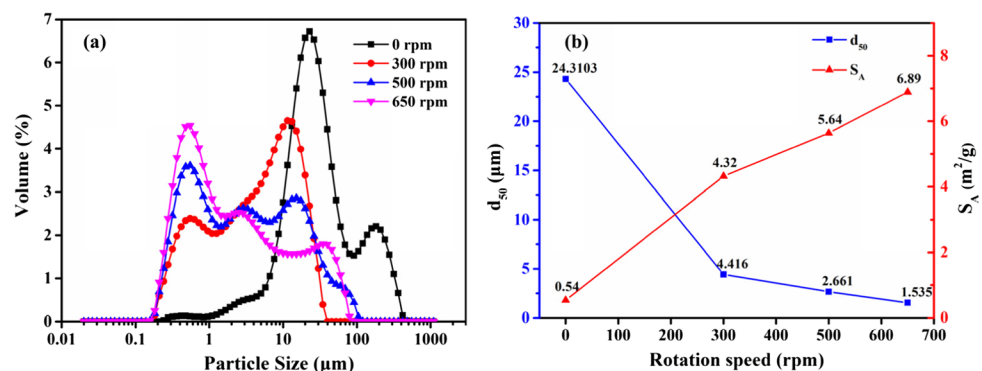 (a)
0 rpm
300 rpm
500 rpm
650 rpm
7
6
5
4
3
2
1
0
Volume (%)
0.01 0.1 1 10 100 1000
Particle Size (µm)
(b)
d50
SA
30
25
20
15
10
5
0
d50 (µm)
24.3103
4.416
2.661
1.535
0.54
4.32
5.64
6.89
8
6
4
2
0
SA (m²/g)
0 100 200 300 400 500 600 700
Rotation speed (rpm)